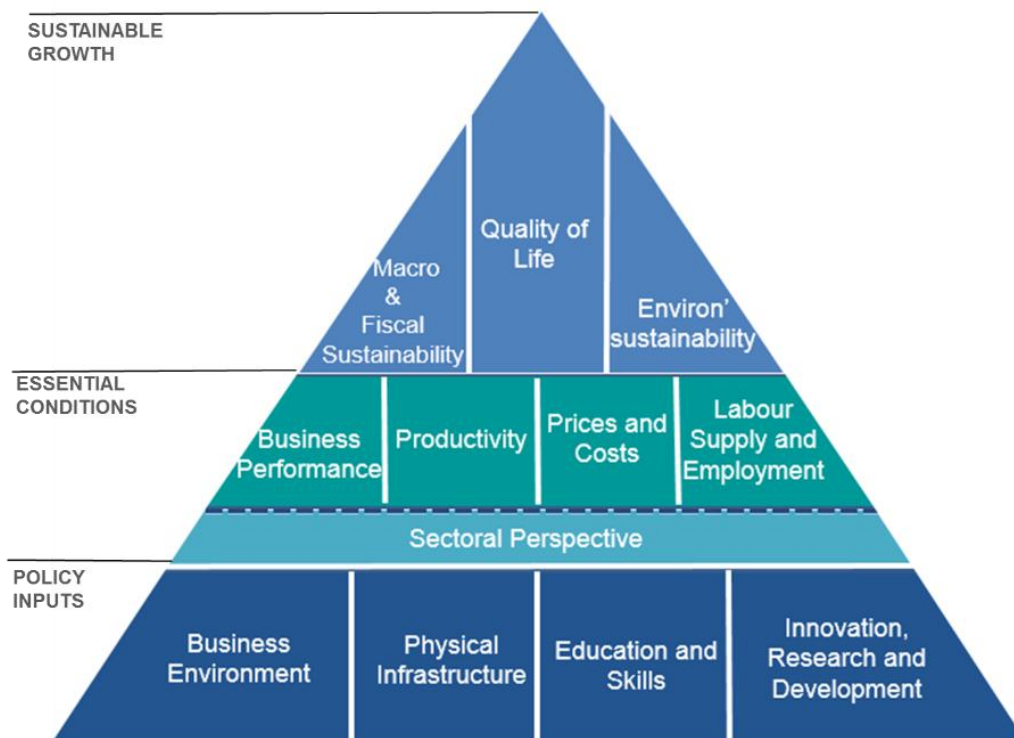 SUSTAINABLE
GROWTH
Quality of
Life
Macro
&
Fiscal
Sustainability
Environ’
sustainability
ESSENTIAL
CONDITIONS
Business
Performance
Productivity
Prices and
Costs
Labour
Supply and
Employment
Sectoral Perspective
POLICY
INPUTS
Business
Environment
Physical
Infrastructure
Education and
Skills
Innovation,
Research and
Development